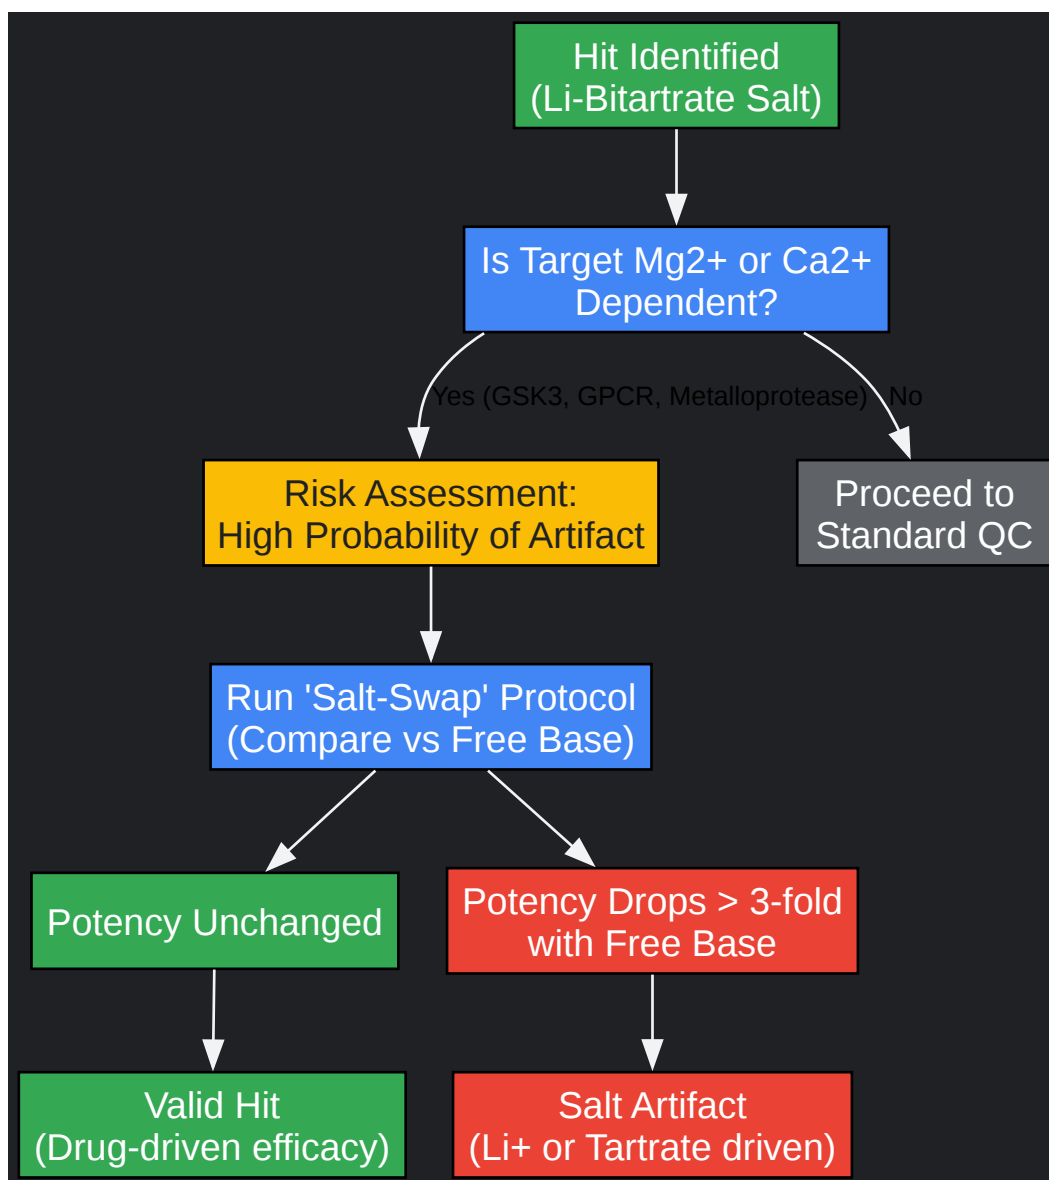 Hit Identified
(Li-Bitartrate Salt)
Is Target Mg2+ or Ca2+
Dependent?
Yes (GSK3, GPCR, Metalloprotease)
No
Risk Assessment:
High Probability of Artifact
Proceed to
Standard QC
Run 'Salt-Swap' Protocol
(Compare vs Free Base)
Potency Unchanged
Potency Drops > 3-fold
with Free Base
Valid Hit
(Drug-driven efficacy)
Salt Artifact
(Li+ or Tartrate driven)